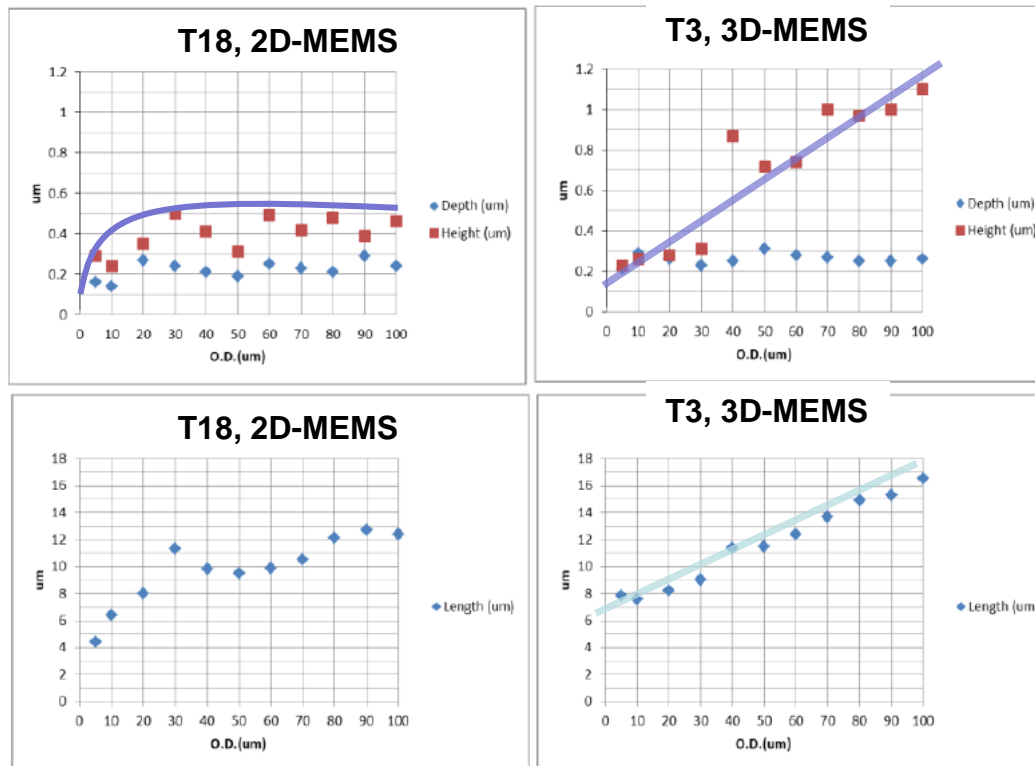 T18, 2D-MEMS
1.2
1
0.8
0.6
0.4
0.2
0
um
0 10 20 30 40 50 60 70 80 90 100
O.D.(um)
Depth (um)
Height (um)
T3, 3D-MEMS
1.2
1
0.8
0.6
0.4
0.2
0
um
0 10 20 30 40 50 60 70 80 90 100
O.D.(um)
Depth (um)
Height (um)
T18, 2D-MEMS
18
16
14
12
10
8
6
4
2
0
um
0 10 20 30 40 50 60 70 80 90 100
O.D.(um)
Length (um)
T3, 3D-MEMS
18
16
14
12
10
8
6
4
2
0
um
0 10 20 30 40 50 60 70 80 90 100
O.D.(um)
Length (um